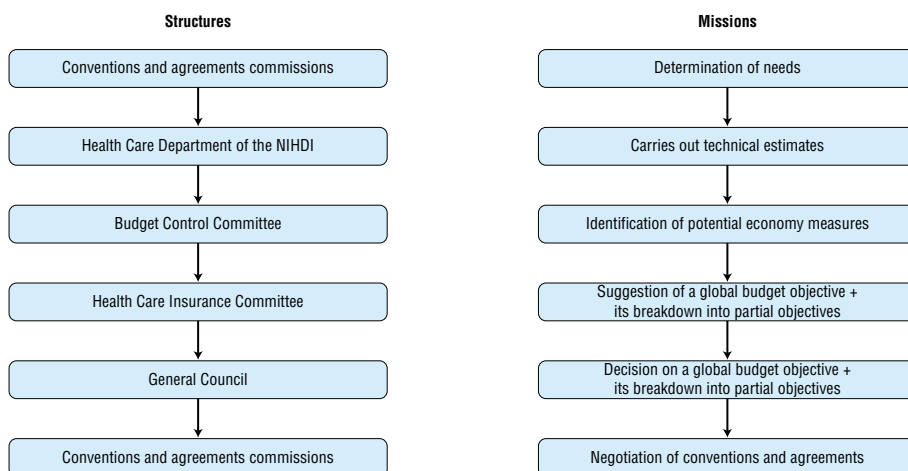 Structures
Missions
Conventions and agreements commissions
Determination of needs
Health Care Department of the NIHDI
Carries out technical estimates
Budget Control Committee
Identification of potential economy measures
Health Care Insurance Committee
Suggestion of a global budget objective +
its breakdown into partial objectives
General Council
Decision on a global budget objective +
its breakdown into partial objectives
Conventions and agreements commissions
Negotiation of conventions and agreements